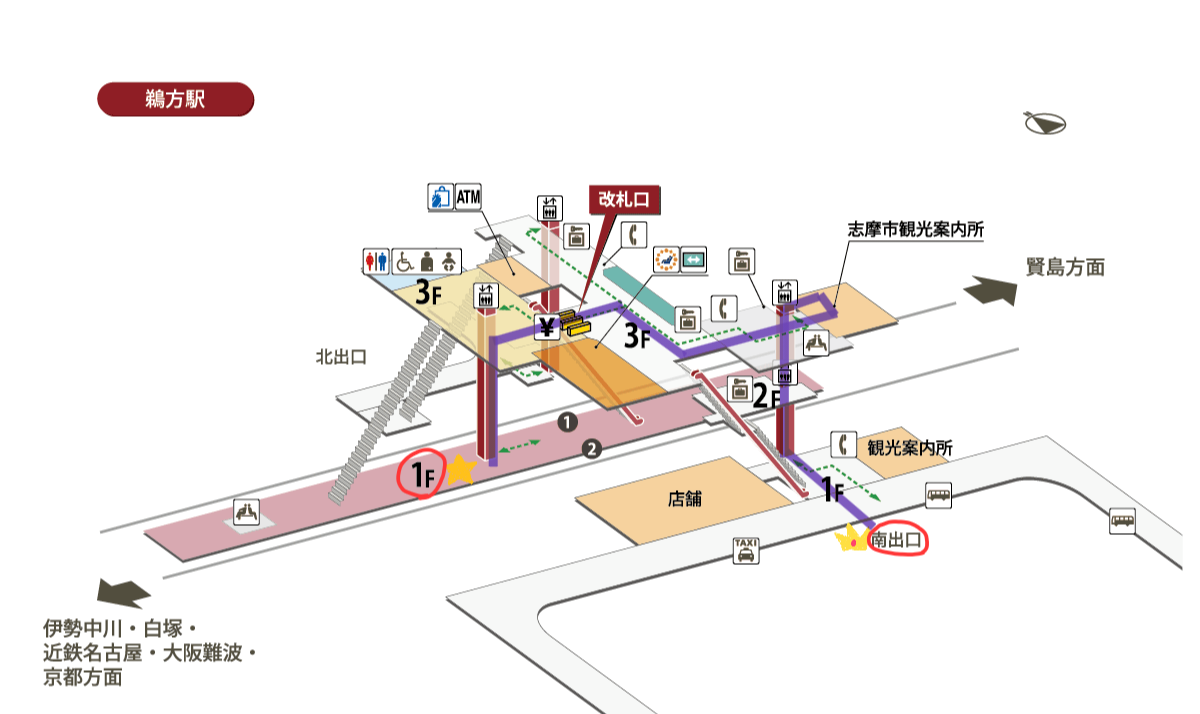 鵜方駅
ATM
改札口
志摩市観光案内所
賢島方面
3F
¥
3F
北出口
2F
1
2
1F
観光案内所
店舗
1F
南出口
TAXI
伊勢中川・白塚・
近鉄名古屋・大阪難波・
京都方面